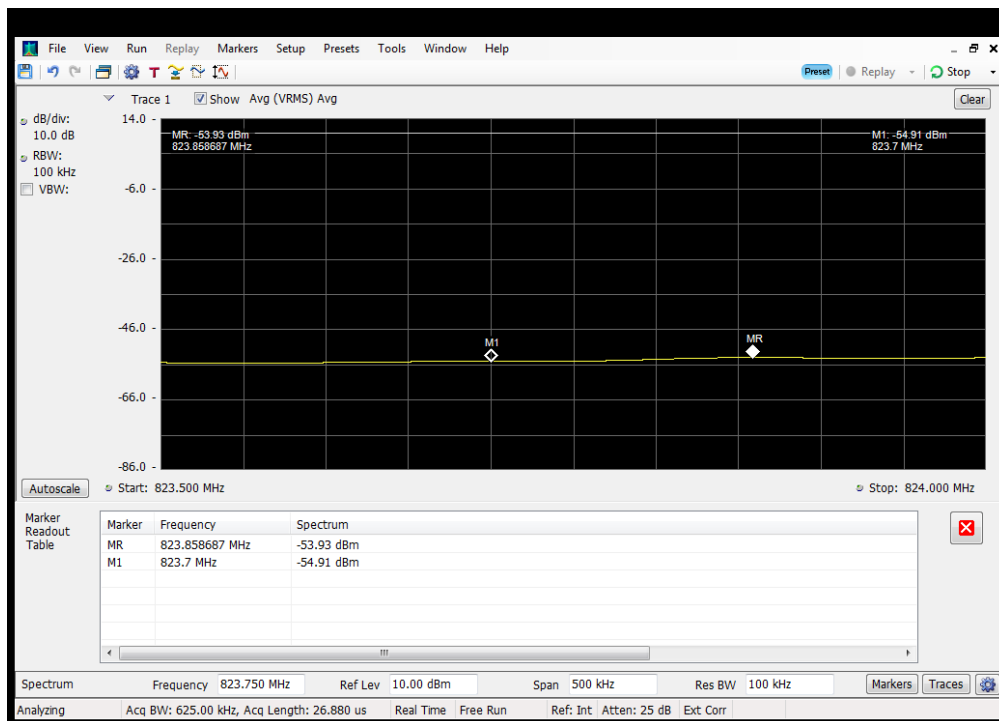 File View Run Replay Markers Setup Presets Tools Window Help
T Preset Replay Stop
Trace 1 Show Avg (VRMS) Avg Clear
dB/div:
10.0 dB
RBW:
100 kHz
VBW:
14.0
-6.0
-26.0
-46.0
-66.0
-86.0
MR: -53.93 dBm
823.858687 MHz
M1: -54.91 dBm
823.7 MHz
M1
MR
Autoscale Start: 823.500 MHz Stop: 824.000 MHz
Marker
Readout
Table
Marker Frequency Spectrum
MR 823.858687 MHz -53.93 dBm
M1 823.7 MHz -54.91 dBm
Spectrum Frequency 823.750 MHz Ref Lev 10.00 dBm Span 500 kHz Res BW 100 kHz Markers Traces
Analyzing Acq BW: 625.00 kHz, Acq Length: 26.880 us Real Time Free Run Ref: Int Atten: 25 dB Ext Corr